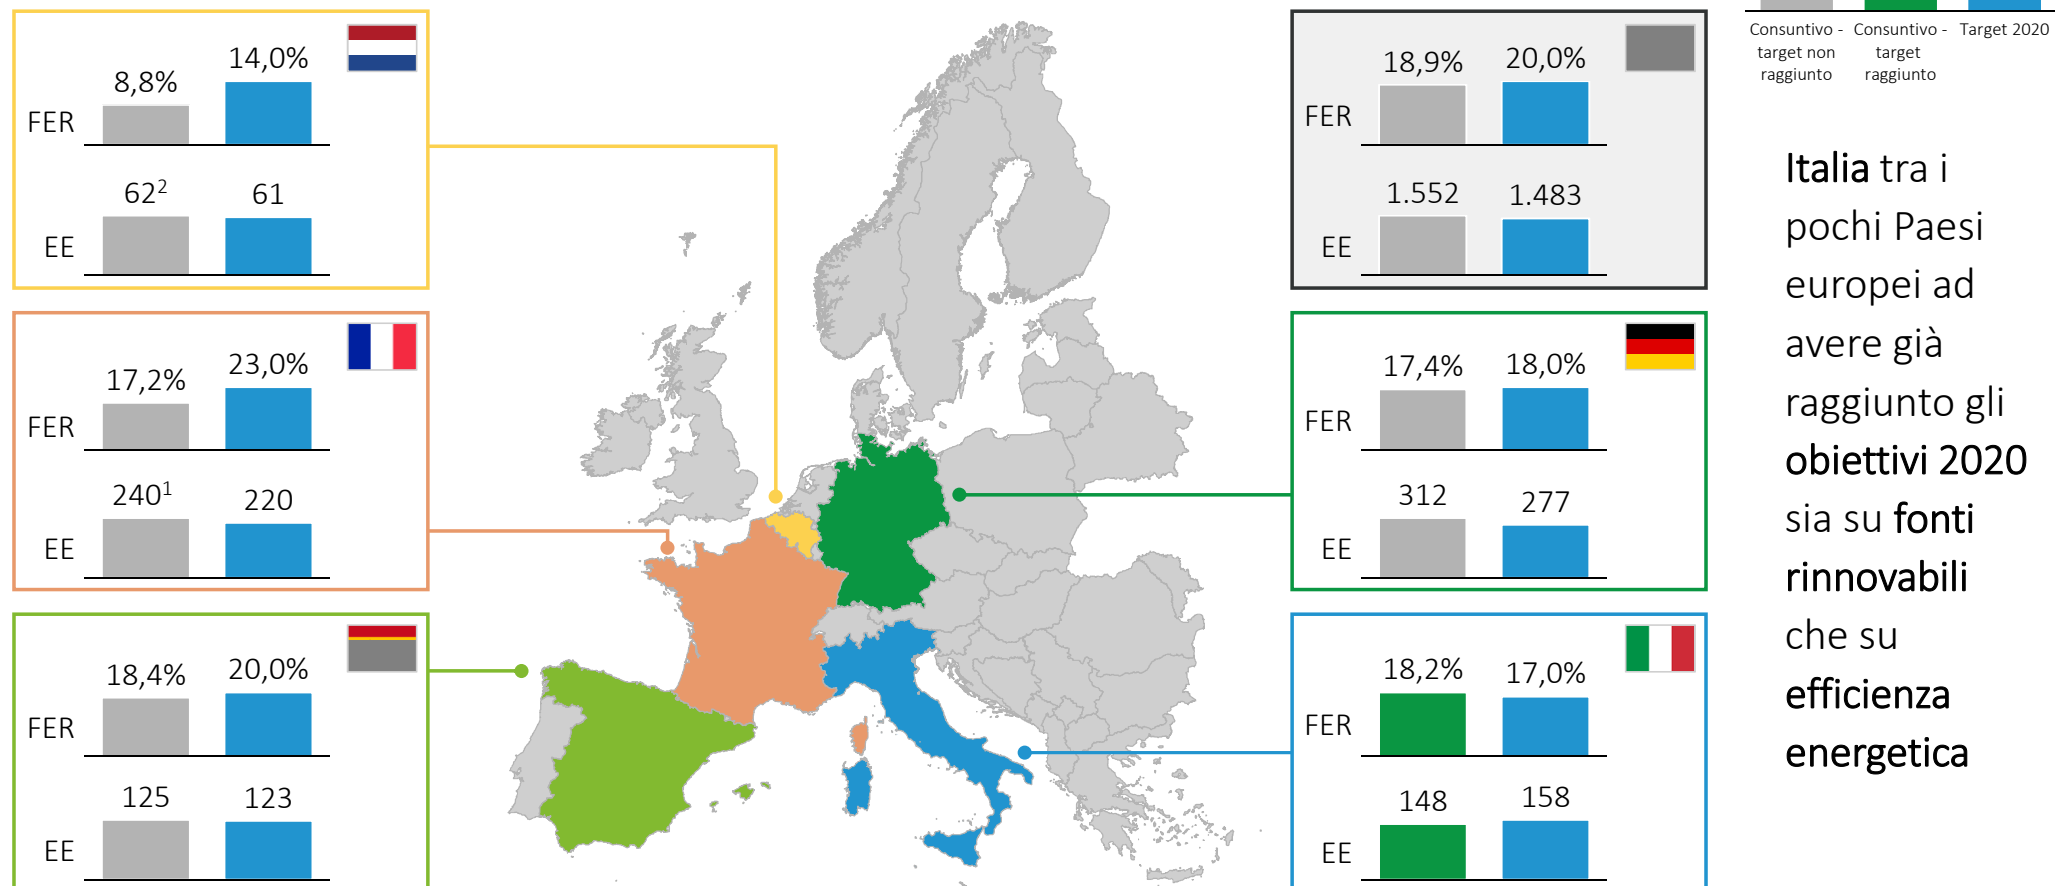 Consuntivo - target non raggiunto
Consuntivo - target raggiunto
Target 2020
8,8%
14,0%
FER
62²
61
EE
17,2%
23,0%
FER
240¹
220
EE
18,4%
20,0%
FER
125
123
EE
18,9%
20,0%
FER
1.552
1.483
EE
17,4%
18,0%
FER
312
277
EE
18,2%
17,0%
FER
148
158
EE
Italia tra i
pochi Paesi
europei ad
avere già
raggiunto gli
obiettivi 2020
sia su fonti
rinnovabili
che su
efficienza
energetica